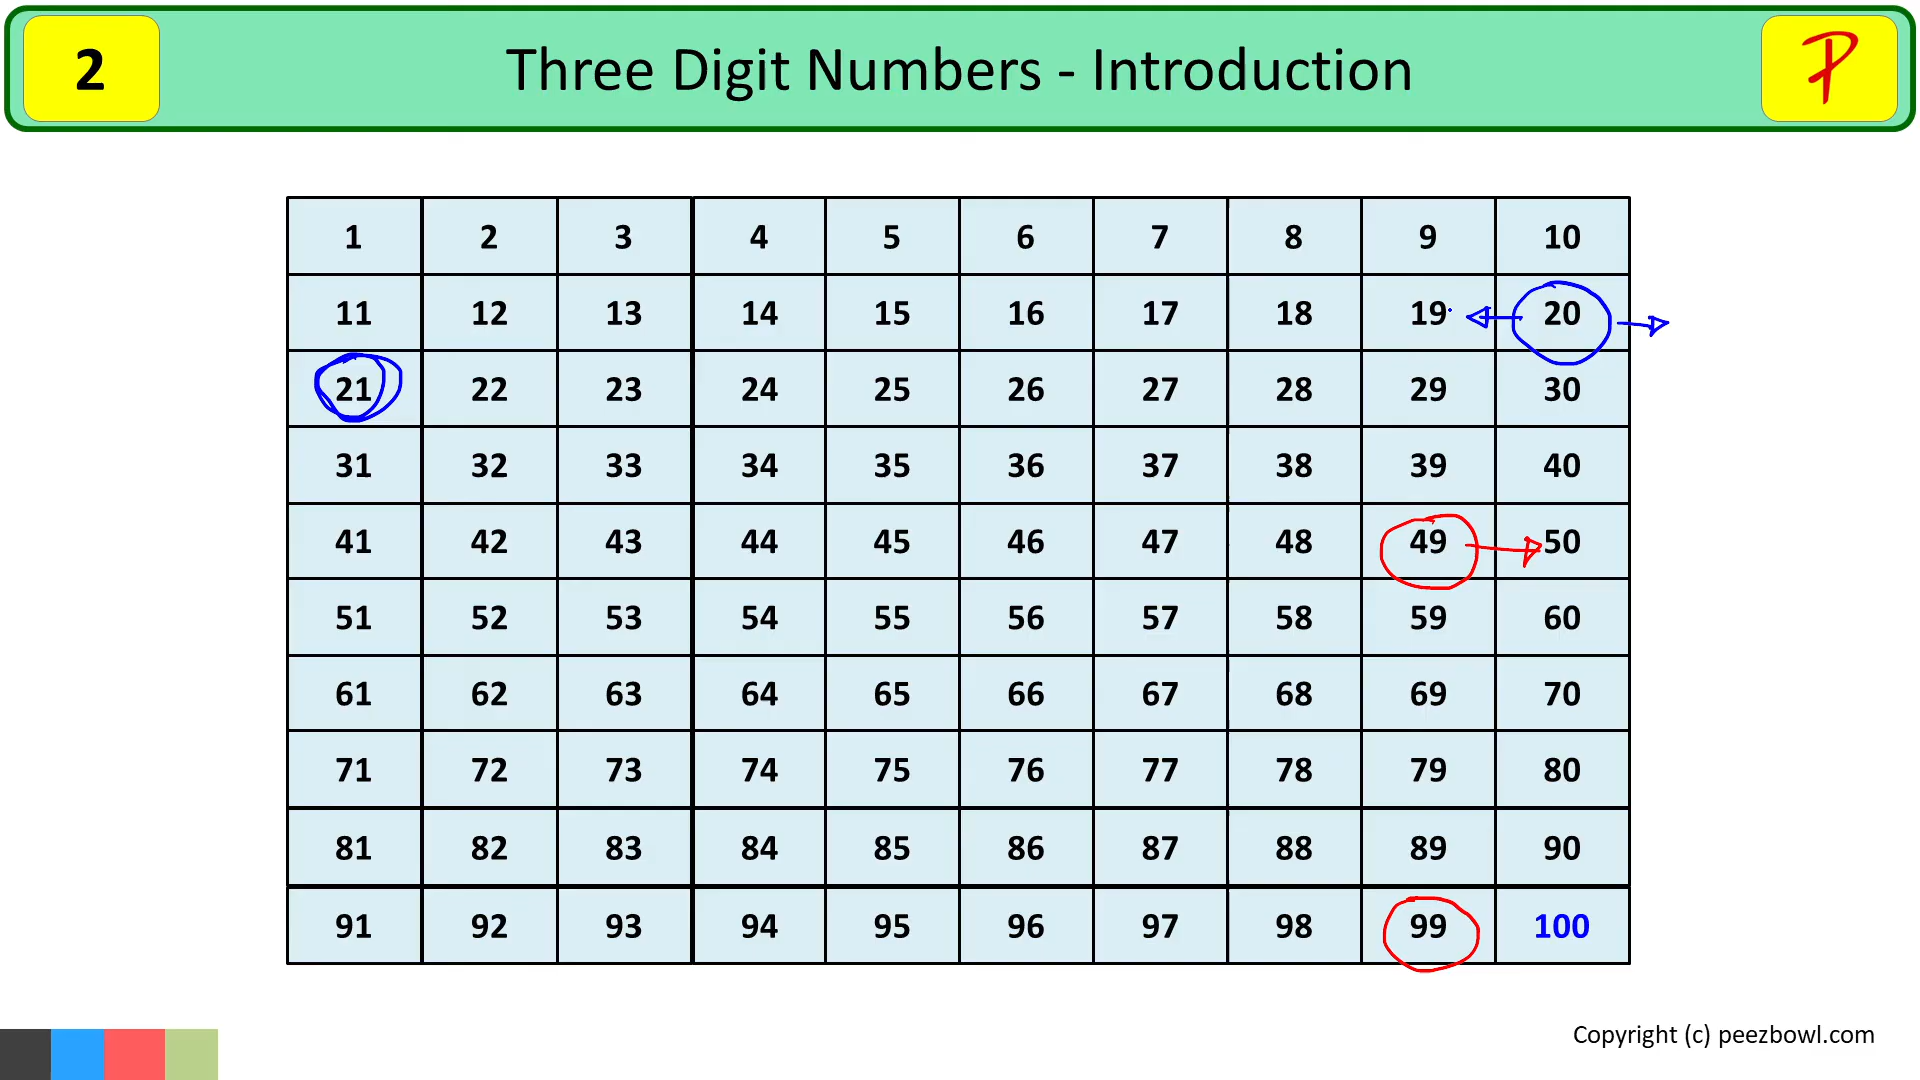 2
Three Digit Numbers - Introduction
P
1 2 3 4 5 6 7 8 9 10
11 12 13 14 15 16 17 18 19 20
21 22 23 24 25 26 27 28 29 30
31 32 33 34 35 36 37 38 39 40
41 42 43 44 45 46 47 48 49 50
51 52 53 54 55 56 57 58 59 60
61 62 63 64 65 66 67 68 69 70
71 72 73 74 75 76 77 78 79 80
81 82 83 84 85 86 87 88 89 90
91 92 93 94 95 96 97 98 99 100
Copyright (c) peezbowl.com